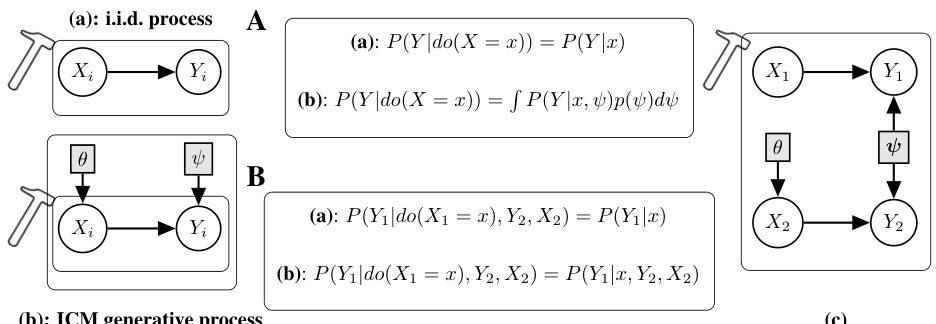 (a): i.i.d. process
X_i
Y_i
θ
ψ
X_i
Y_i
(b): ICM generative process
A
(a): P(Y|do(X = x)) = P(Y|x)
(b): P(Y|do(X = x)) = ∫ P(Y|x, ψ)p(ψ)dψ
B
(a): P(Y_1|do(X_1 = x), Y_2, X_2) = P(Y_1|x)
(b): P(Y_1|do(X_1 = x), Y_2, X_2) = P(Y_1|x, Y_2, X_2)
X_1
Y_1
θ
ψ
X_2
Y_2
(c)